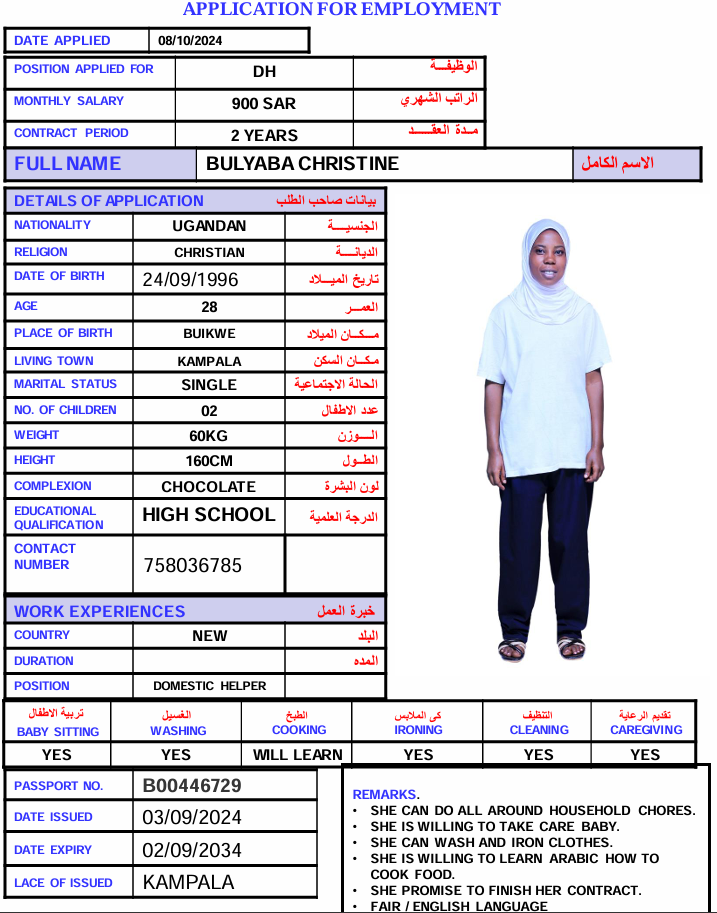 APPLICATION FOR EMPLOYMENT
DATE APPLIED 08/10/2024
POSITION APPLIED FOR DH الوظيفـــة
MONTHLY SALARY 900 SAR الراتب الشهري
CONTRACT PERIOD 2 YEARS مـدة العقـــد
FULL NAME BULYABA CHRISTINE الاسم الكامل
DETAILS OF APPLICATION بيانات صاحب الطلب
NATIONALITY UGANDAN الجنسيـــة
RELIGION CHRISTIAN الديانـــة
DATE OF BIRTH 24/09/1996 تاريخ الميـــلاد
AGE 28 العمـــر
PLACE OF BIRTH BUIKWE مـــكـــان الميلاد
LIVING TOWN KAMPALA مكـــان السكن
MARITAL STATUS SINGLE الحالة الاجتماعية
NO. OF CHILDREN 02 عدد الاطفال
WEIGHT 60KG الـــوزن
HEIGHT 160CM الطـــول
COMPLEXION CHOCOLATE لون البشرة
EDUCATIONAL QUALIFICATION HIGH SCHOOL الدرجة العلمية
CONTACT NUMBER 758036785
WORK EXPERIENCES خبرة العمل
COUNTRY NEW البلد
DURATION المده
POSITION DOMESTIC HELPER
تربية الاطفال الغسيل الطبخ كى الملابس التنظيف تقديم الرعاية
BABY SITTING WASHING COOKING IRONING CLEANING CAREGIVING
YES YES WILL LEARN YES YES YES
PASSPORT NO. B00446729
DATE ISSUED 03/09/2024
DATE EXPIRY 02/09/2034
LACE OF ISSUED KAMPALA
REMARKS.
• SHE CAN DO ALL AROUND HOUSEHOLD CHORES.
• SHE IS WILLING TO TAKE CARE BABY.
• SHE CAN WASH AND IRON CLOTHES.
• SHE IS WILLING TO LEARN ARABIC HOW TO
COOK FOOD.
• SHE PROMISE TO FINISH HER CONTRACT.
• FAIR / ENGLISH LANGUAGE